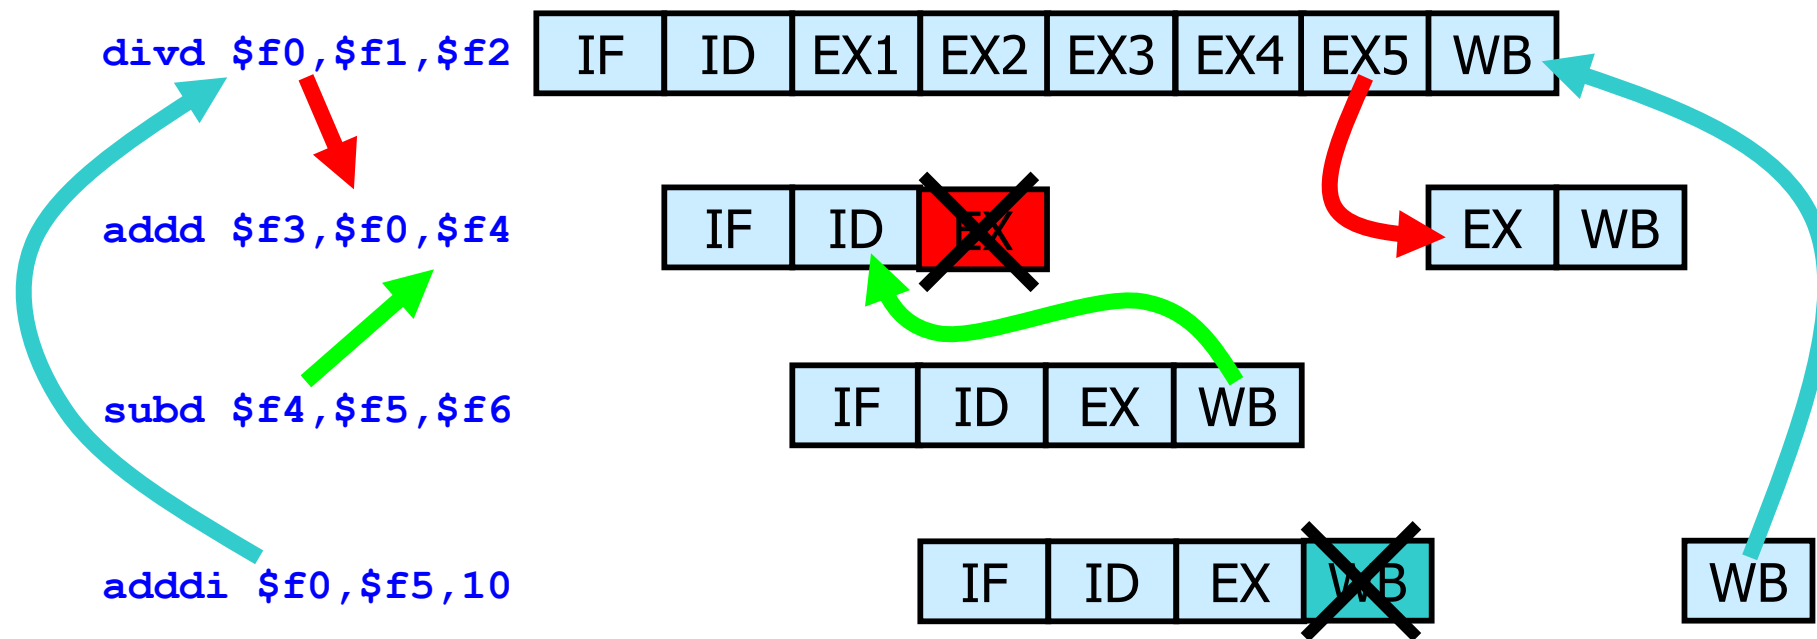 divd $f0,$f1,$f2 IF ID EX1 EX2 EX3 EX4 EX5 WB
addd $f3,$f0,$f4 IF ID EX EX WB
subd $f4,$f5,$f6 IF ID EX WB
adddi $f0,$f5,10 IF ID EX WB WB